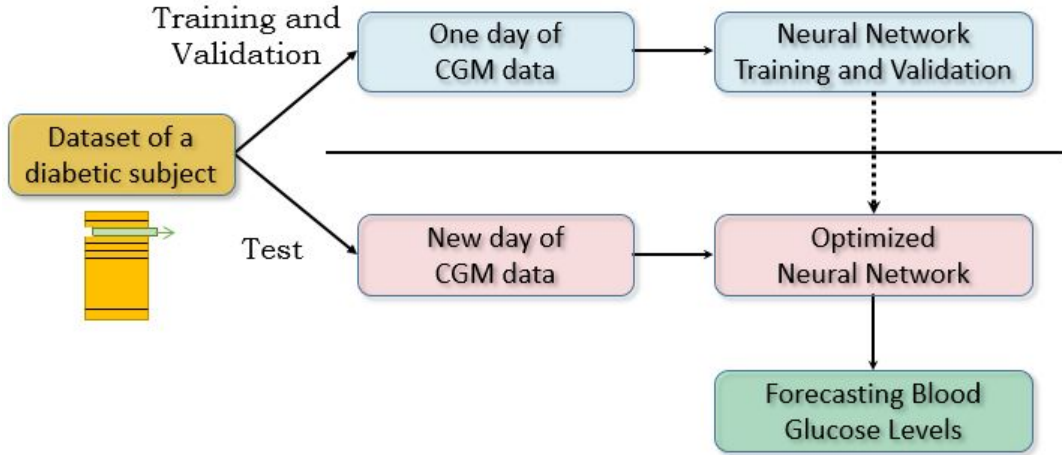 Training and
Validation
One day of
CGM data
Neural Network
Training and Validation
Dataset of a
diabetic subject
Test
New day of
CGM data
Optimized
Neural Network
Forecasting Blood
Glucose Levels